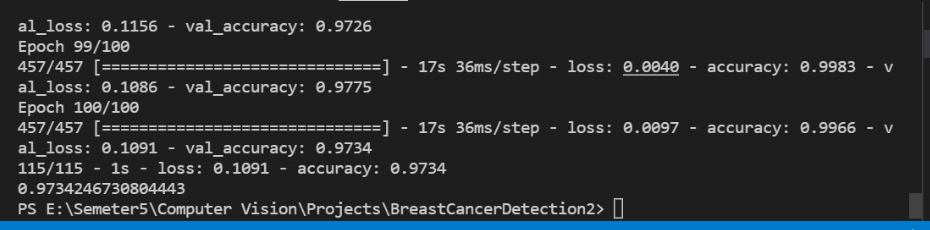 al_loss: 0.1156 - val_accuracy: 0.9726
Epoch 99/100
457/457 [==============================] - 17s 36ms/step - loss: 0.0040 - accuracy: 0.9983 - v
al_loss: 0.1086 - val_accuracy: 0.9775
Epoch 100/100
457/457 [==============================] - 17s 36ms/step - loss: 0.0097 - accuracy: 0.9966 - v
al_loss: 0.1091 - val_accuracy: 0.9734
115/115 - 1s - loss: 0.1091 - accuracy: 0.9734
0.9734246730804443
PS E:\Semeter5\Computer Vision\Projects\BreastCancerDetection2>